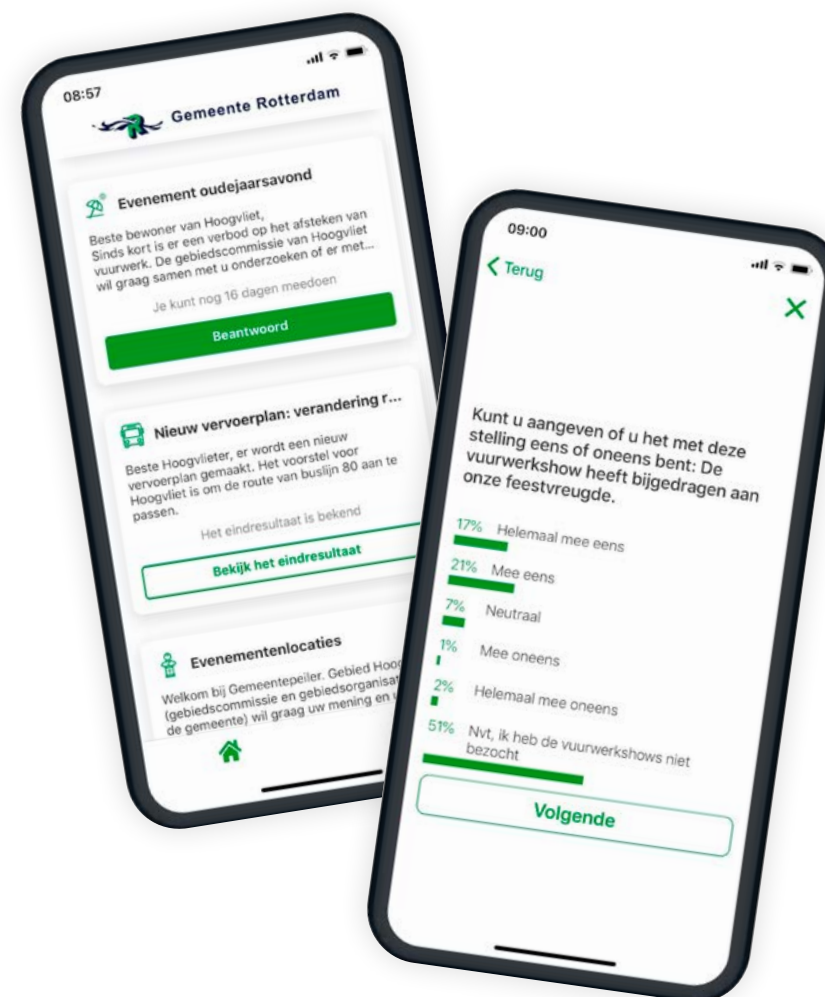 08:57
Gemeente Rotterdam
Evenement oudejaarsavond
Beste bewoner van Hoogvliet,
Sinds kort is er een verbod op het afsteken van
vuurwerk. De gebiedscommissie van Hoogvliet
wil graag samen met u onderzoeken of er met...
Je kunt nog 16 dagen meedoen
Beantwoord
Nieuw vervoerplan: verandering r...
Beste Hoogvlieter, er wordt een nieuw
vervoerplan gemaakt. Het voorstel voor
Hoogvliet is om de route van buslijn 80 aan te
passen.
Het eindresultaat is bekend
Bekijk het eindresultaat
Evenementenlocaties
Welkom bij Gemeentepeiler. Gebied Hoo
(gebiedscommissie en gebiedsorganisat
de gemeente) wil graag uw mening en
09:00
Terug
Kunt u aangeven of u het met deze
stelling eens of oneens bent: De
vuurwerkshow heeft bijgedragen aan
onze feestvreugde.
17% Helemaal mee eens
21% Mee eens
7% Neutraal
1% Mee oneens
2% Helemaal mee oneens
51% Nvt, ik heb de vuurwerkshows niet
bezocht
Volgende